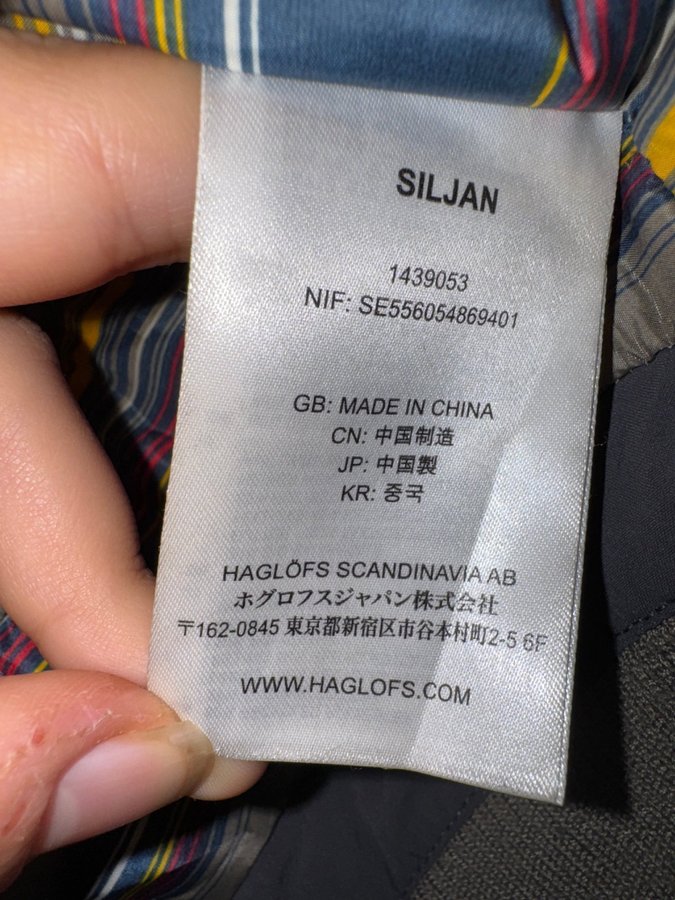 SILJAN
1439053
NIF: SE556054869401
GB: MADE IN CHINA
CN: 中国制造
JP: 中国製
KR: 중국
HAGLÖFS SCANDINAVIA AB
ホグロフスジャパン株式会社
〒162-0845 東京都新宿区市谷本村町2-5 6F
WWW.HAGLOFS.COM